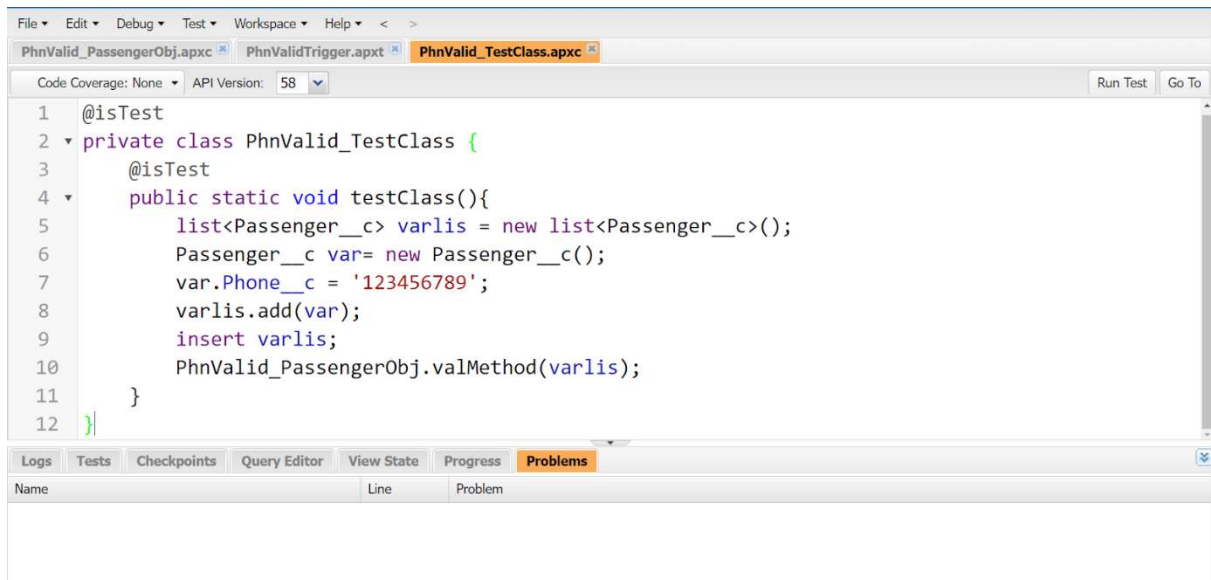 File Edit Debug Test Workspace Help < >
PhnValid_PassengerObj.apxc PhnValidTrigger.apxt PhnValid_TestClass.apxc
Code Coverage: None API Version: 58 Run Test Go To
1 @isTest
2 private class PhnValid_TestClass {
3 @isTest
4 public static void testClass(){
5 list<Passenger__c> varlis = new list<Passenger__c>();
6 Passenger__c var= new Passenger__c();
7 var.Phone__c = '123456789';
8 varlis.add(var);
9 insert varlis;
10 PhnValid_PassengerObj.valMethod(varlis);
11 }
12 }
Logs Tests Checkpoints Query Editor View State Progress Problems
Name Line Problem